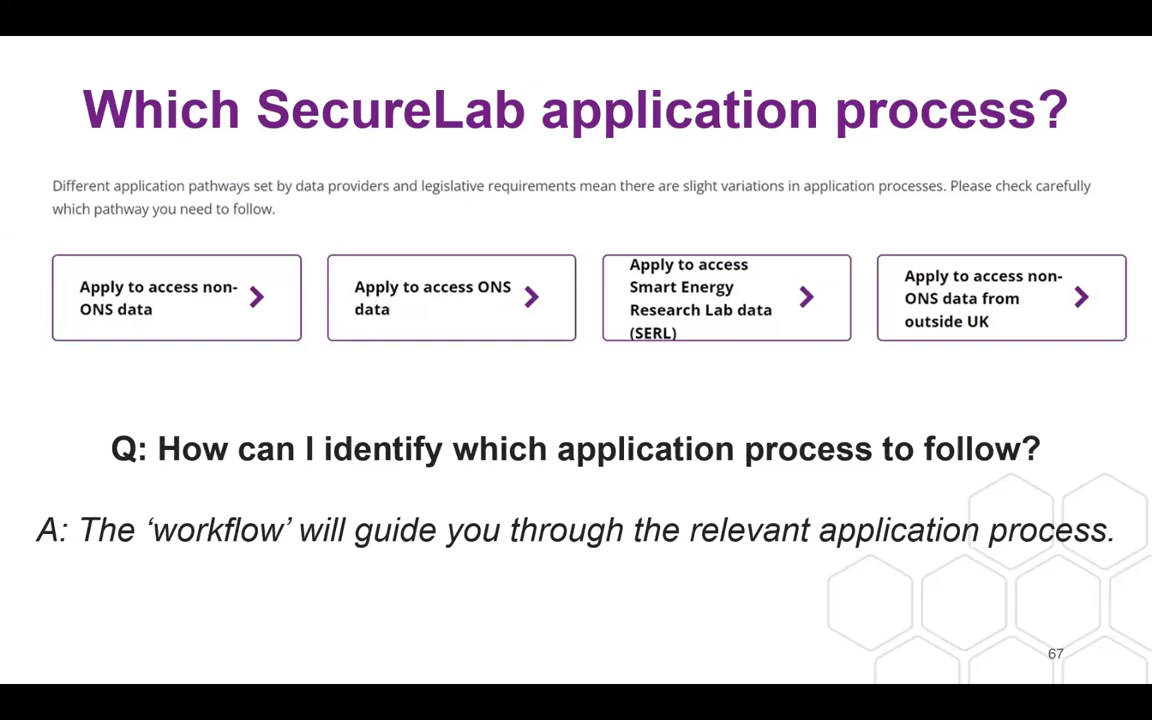 Which SecureLab application process?
Different application pathways set by data providers and legislative requirements mean there are slight variations in application processes. Please check carefully
which pathway you need to follow.
Apply to access non-
ONS data
Apply to access ONS
data
Apply to access
Smart Energy
Research Lab data
(SERL)
Apply to access non-
ONS data from
outside UK
Q: How can I identify which application process to follow?
A: The ‘workflow’ will guide you through the relevant application process.
67